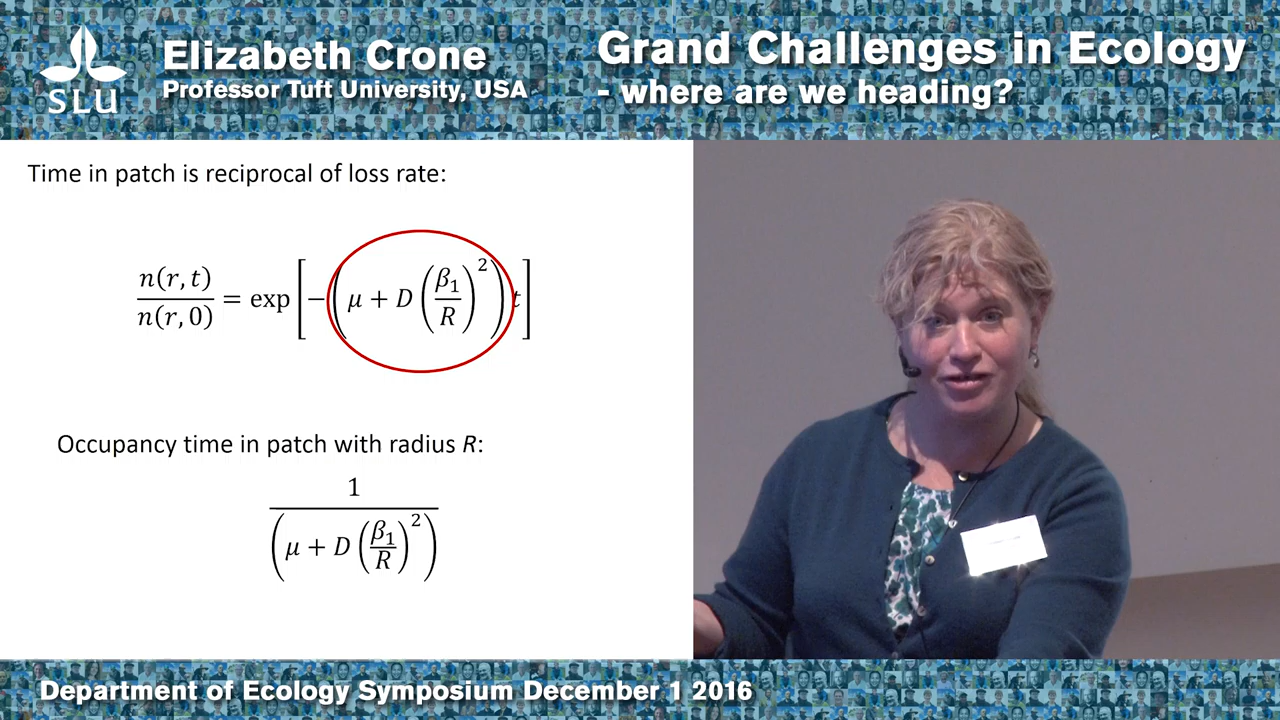 SLU
Elizabeth Crone
Professor Tuft University, USA
Grand Challenges in Ecology
- where are we heading?
Time in patch is reciprocal of loss rate:
n(r, t) / n(r, 0) = exp[−(μ + D(β₁/R)²)t]
Occupancy time in patch with radius R:
1 / (μ + D(β₁/R)²)
Department of Ecology Symposium December 1 2016